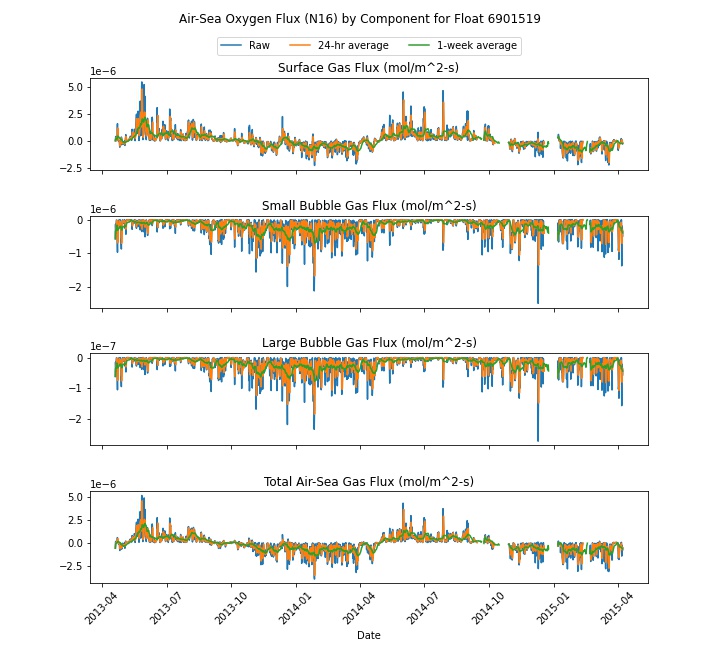 Air-Sea Oxygen Flux (N16) by Component for Float 6901519
Raw 24-hr average 1-week average
Surface Gas Flux (mol/m^2-s)
1e−6
5.0
2.5
0.0
−2.5
Small Bubble Gas Flux (mol/m^2-s)
1e−6
0
−1
−2
Large Bubble Gas Flux (mol/m^2-s)
1e−7
0
−1
−2
Total Air-Sea Gas Flux (mol/m^2-s)
1e−6
5.0
2.5
0.0
−2.5
2013-04 2013-07 2013-10 2014-01 2014-04 2014-07 2014-10 2015-01 2015-04
Date